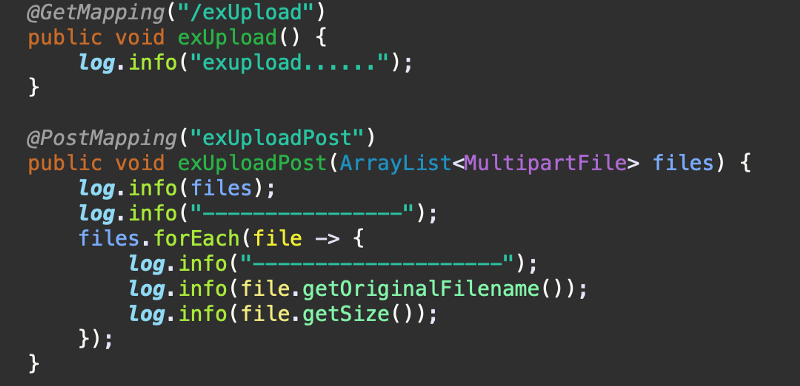 @GetMapping("/exUpload")
public void exUpload() {
    log.info("exupload......");
}

@PostMapping("exUploadPost")
public void exUploadPost(ArrayList<MultipartFile> files) {
    log.info(files);
    log.info("----------------");
    files.forEach(file -> {
        log.info("--------------------");
        log.info(file.getOriginalFilename());
        log.info(file.getSize());
    });
}